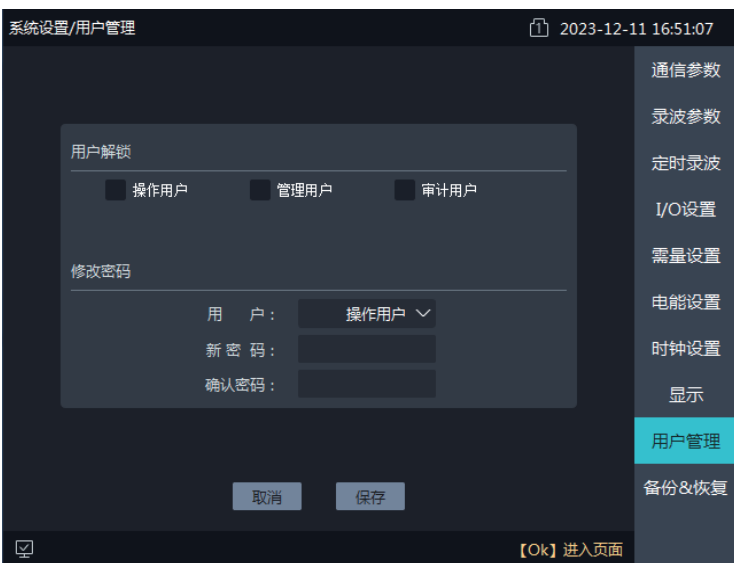 系统设置/用户管理 1 2023-12-11 16:51:07
用户解锁
操作用户 管理用户 审计用户
修改密码
用 户： 操作用户
新 密 码：
确认密码：
取消 保存
通信参数
录波参数
定时录波
I/O设置
需量设置
电能设置
时钟设置
显示
用户管理
备份&恢复
【Ok】进入页面